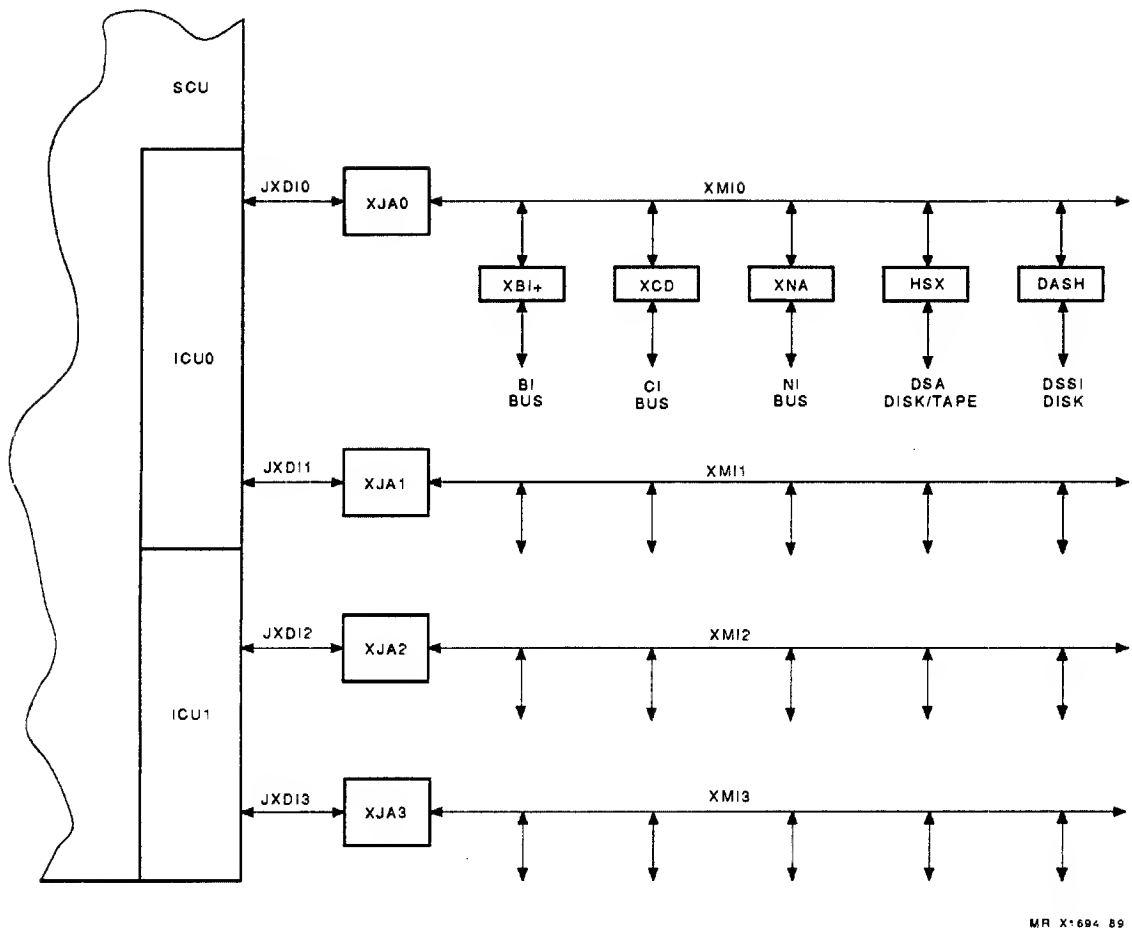 SCU
JXDI0
XJA0
XMI0
XBI+
XCD
XNA
HSX
DASH
ICU0
BI
BUS
CI
BUS
NI
BUS
DSA
DISK/TAPE
DSSI
DISK
JXDI1
XJA1
XMI1
JXDI2
XJA2
XMI2
ICU1
JXDI3
XJA3
XMI3
MR X1694 89